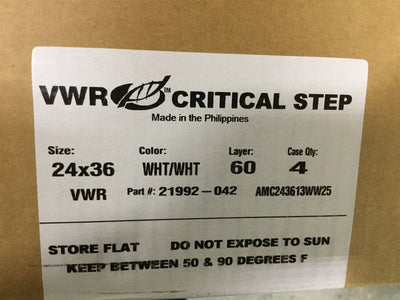 VWR TM CRITICAL STEP
Made in the Philippines
Size: Color: Layer: Case Qty:
24x36 WHT/WHT 60 4
VWR Part #: 21992-042 AMC243613WW25
STORE FLAT DO NOT EXPOSE TO SUN
KEEP BETWEEN 50 & 90 DEGREES F